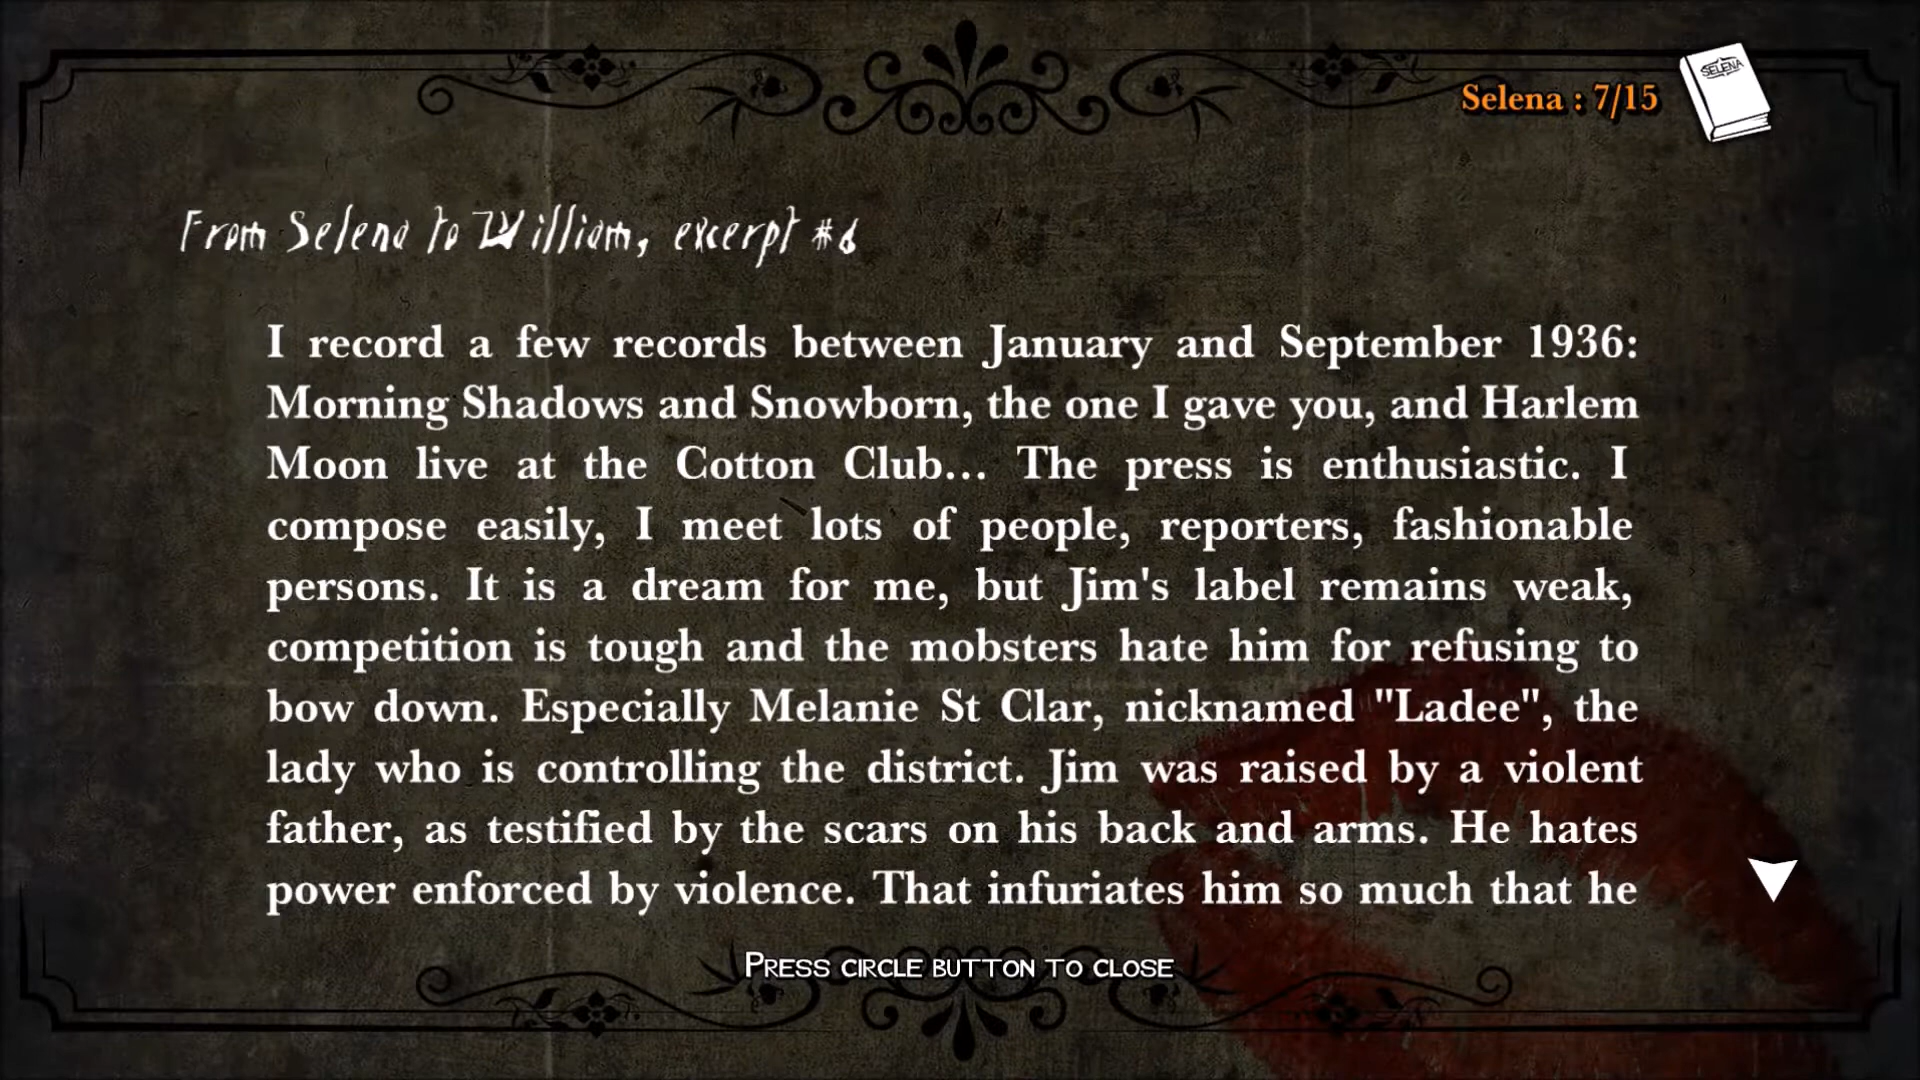 Selena : 7/15
SELENA
From Selena to William, excerpt #6
I record a few records between January and September 1936:
Morning Shadows and Snowborn, the one I gave you, and Harlem
Moon live at the Cotton Club... The press is enthusiastic. I
compose easily, I meet lots of people, reporters, fashionable
persons. It is a dream for me, but Jim's label remains weak,
competition is tough and the mobsters hate him for refusing to
bow down. Especially Melanie St Clar, nicknamed "Ladee", the
lady who is controlling the district. Jim was raised by a violent
father, as testified by the scars on his back and arms. He hates
power enforced by violence. That infuriates him so much that he
PRESS CIRCLE BUTTON TO CLOSE